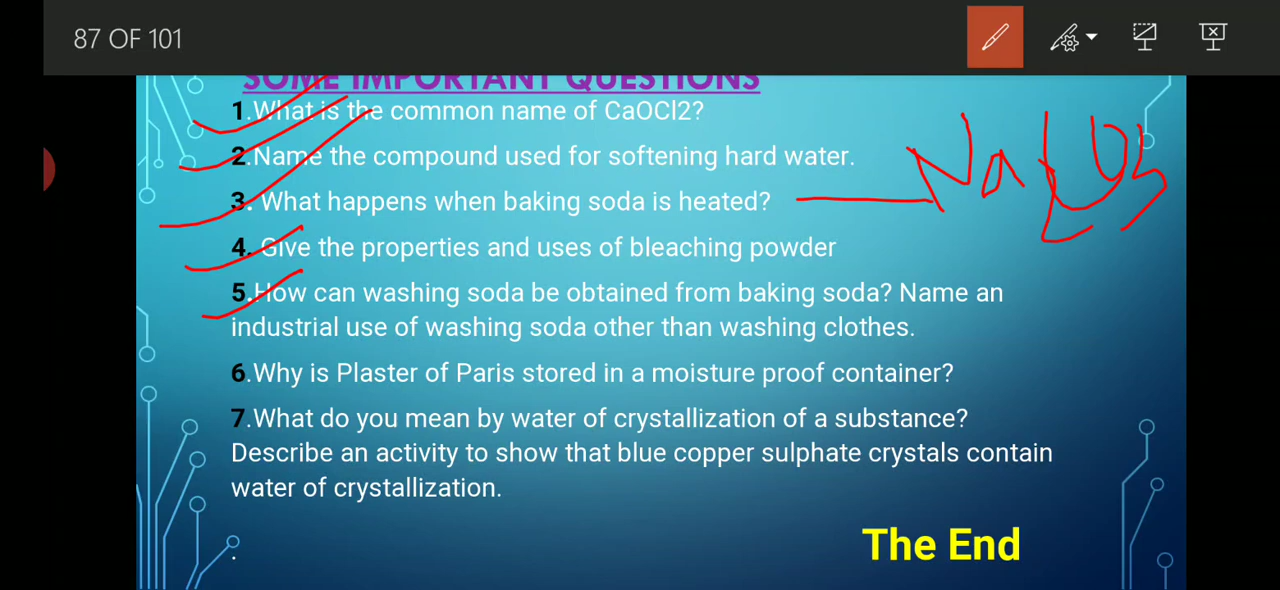 87 OF 101
SOME IMPORTANT QUESTIONS
1.What is the common name of CaOCl2?
2.Name the compound used for softening hard water.
3. What happens when baking soda is heated?
4. Give the properties and uses of bleaching powder
5.How can washing soda be obtained from baking soda? Name an
industrial use of washing soda other than washing clothes.
6.Why is Plaster of Paris stored in a moisture proof container?
7.What do you mean by water of crystallization of a substance?
Describe an activity to show that blue copper sulphate crystals contain
water of crystallization.
.
The End